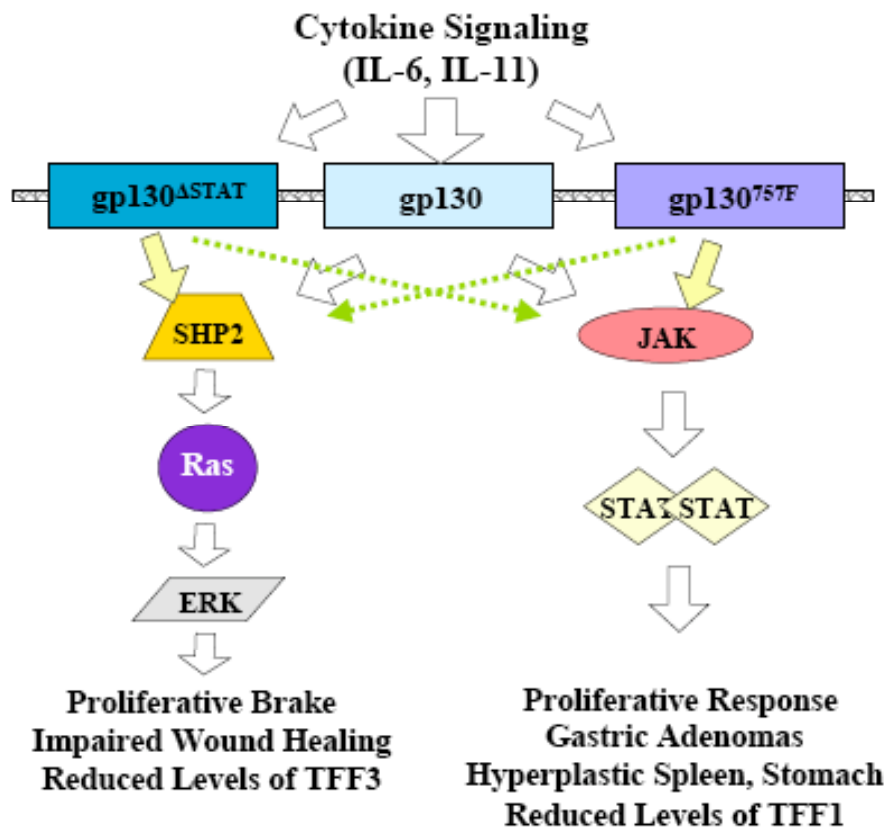 Cytokine Signaling
(IL-6, IL-11)
gp130ΔSTAT
gp130
gp130757F
SHP2
JAK
Ras
STAT
STAT
ERK
Proliferative Brake
Impaired Wound Healing
Reduced Levels of TFF3
Proliferative Response
Gastric Adenomas
Hyperplastic Spleen, Stomach
Reduced Levels of TFF1